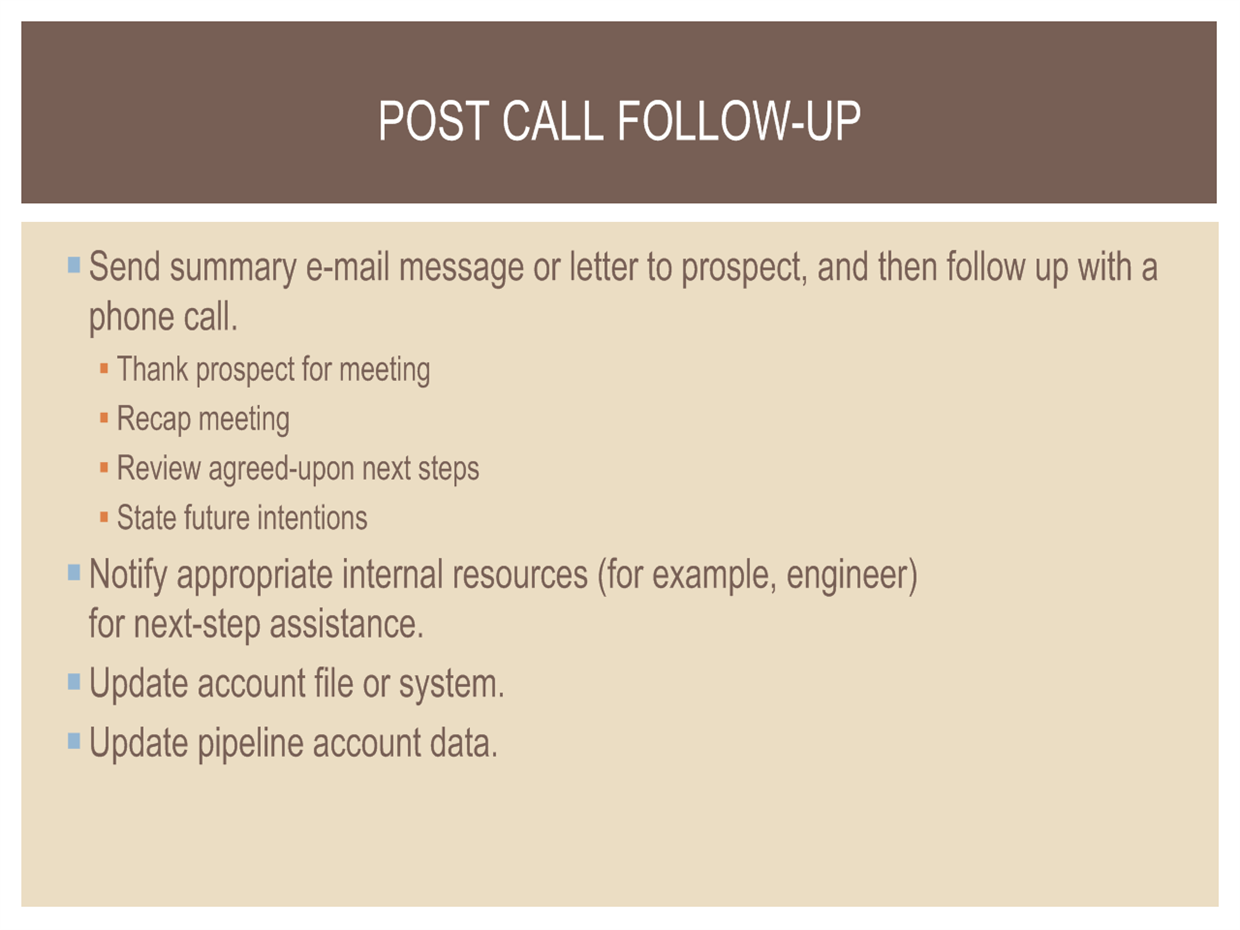 POST CALL FOLLOW-UP
Send summary e-mail message or letter to prospect, and then follow up with a
phone call.
Thank prospect for meeting
Recap meeting
Review agreed-upon next steps
State future intentions
Notify appropriate internal resources (for example, engineer)
for next-step assistance.
Update account file or system.
Update pipeline account data.